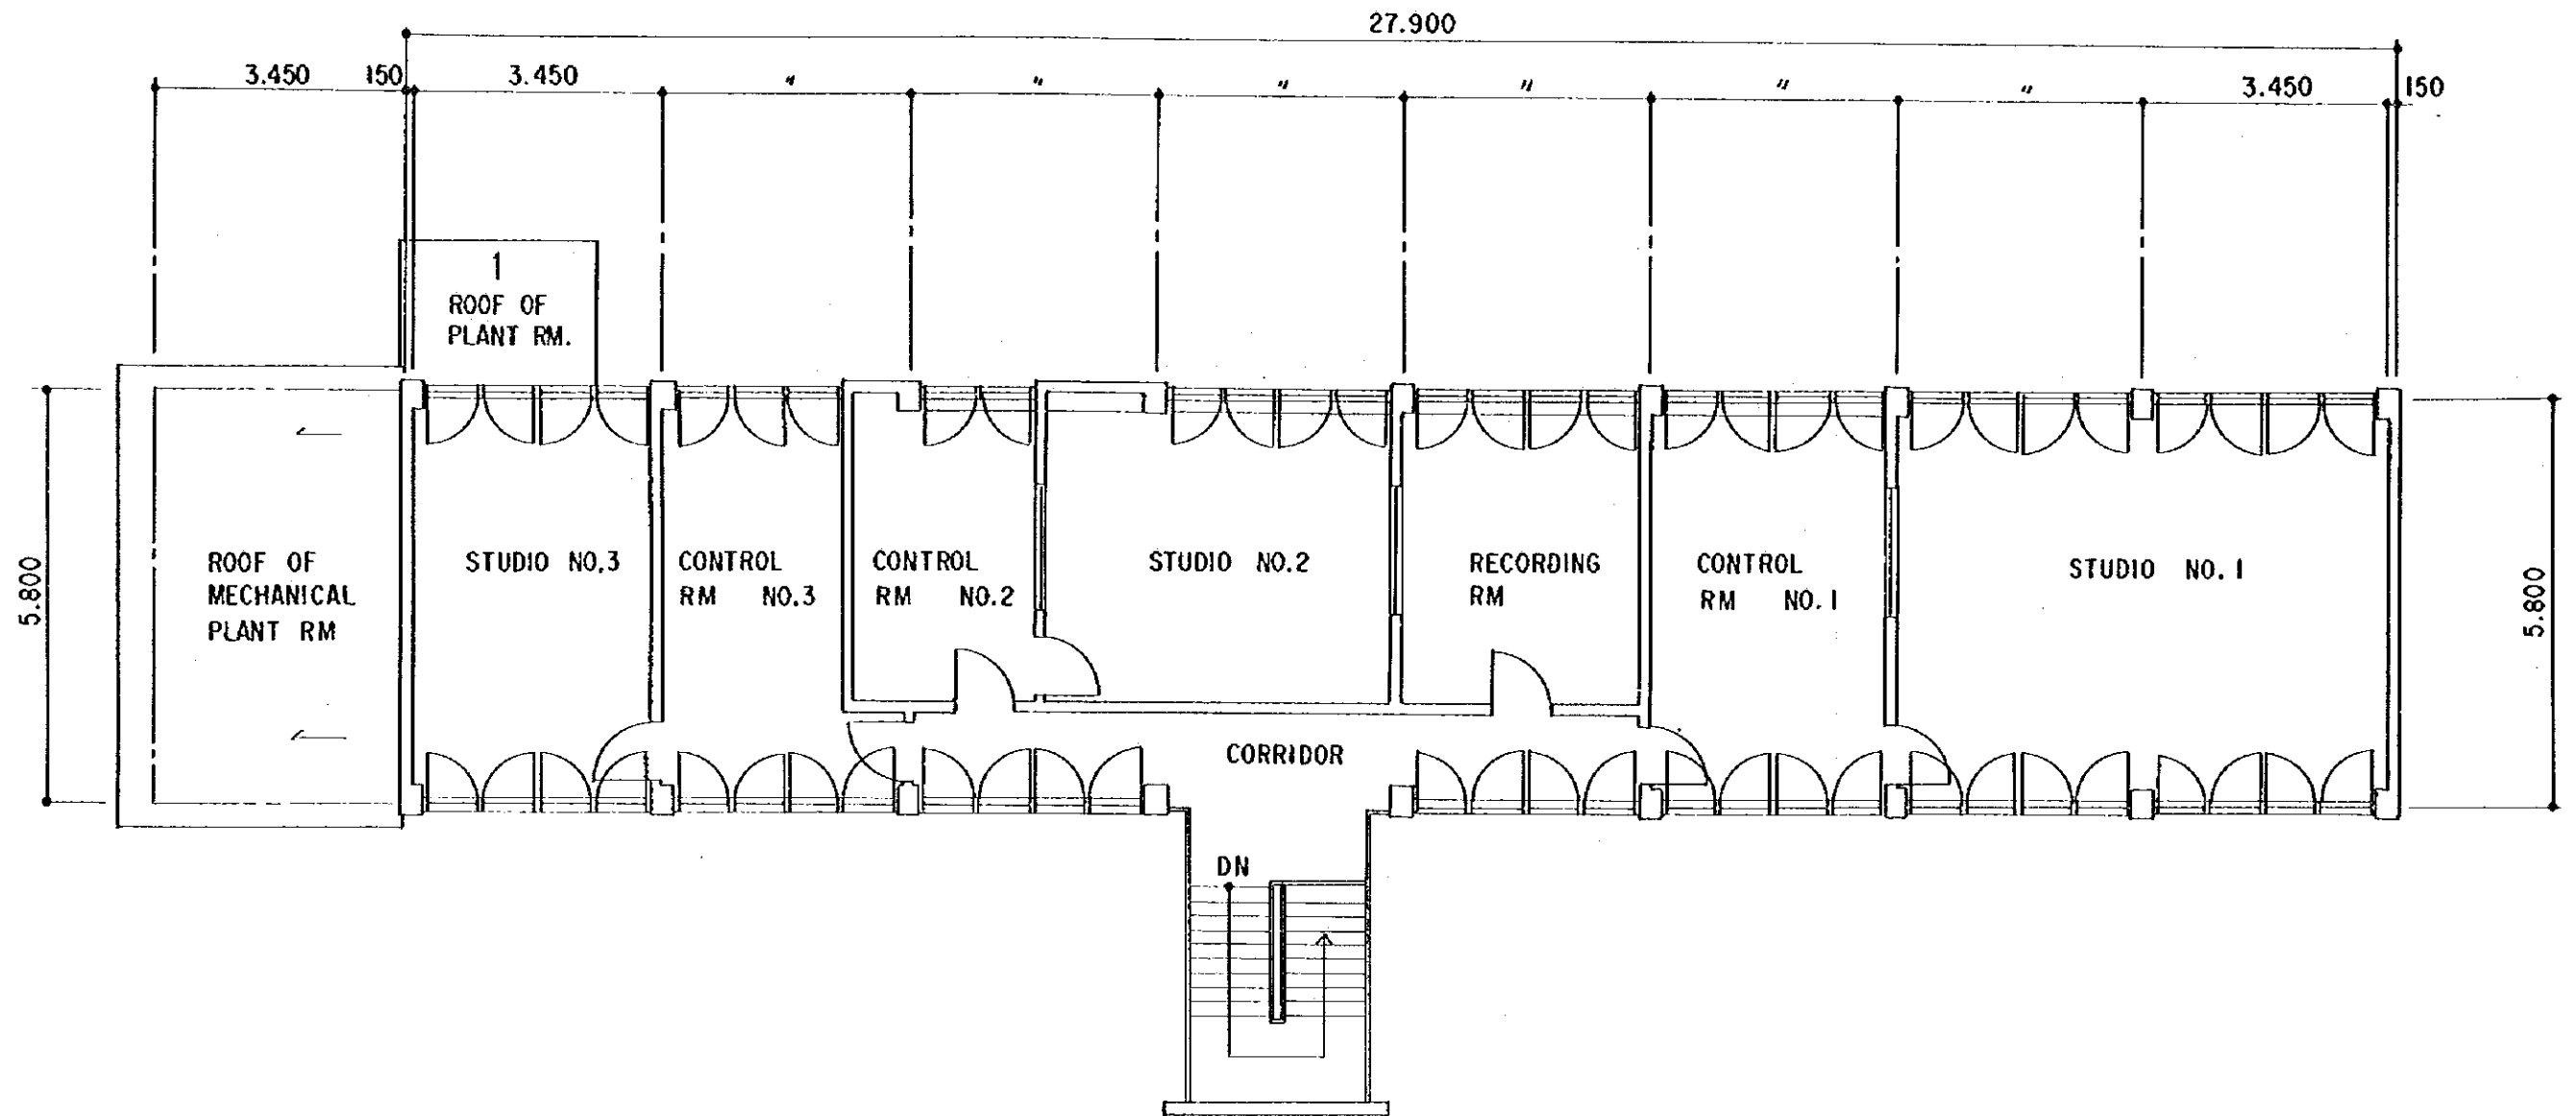 27.900
3.450 150 3.450 〃 〃 〃 〃 〃 〃 3.450 150
1
ROOF OF
PLANT RM.
5.800
ROOF OF
MECHANICAL
PLANT RM
STUDIO NO.3
CONTROL
RM NO.3
CONTROL
RM NO.2
STUDIO NO.2
RECORDING
RM
CONTROL
RM NO.1
STUDIO NO.1
5.800
CORRIDOR
DN